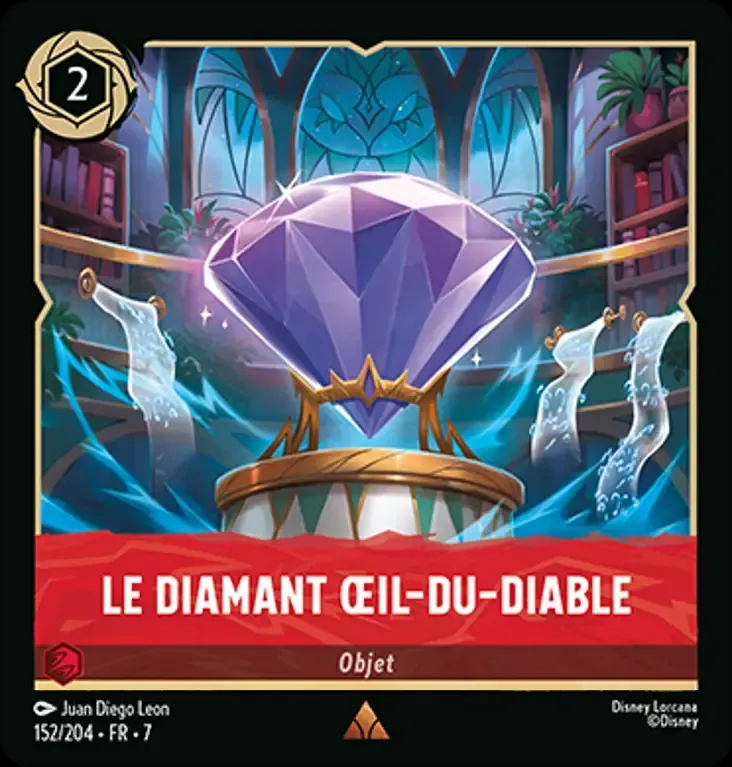 2
LE DIAMANT ŒIL-DU-DIABLE
Objet
Juan Diego Leon
152/204 • FR • 7
Disney Lorcana
©Disney